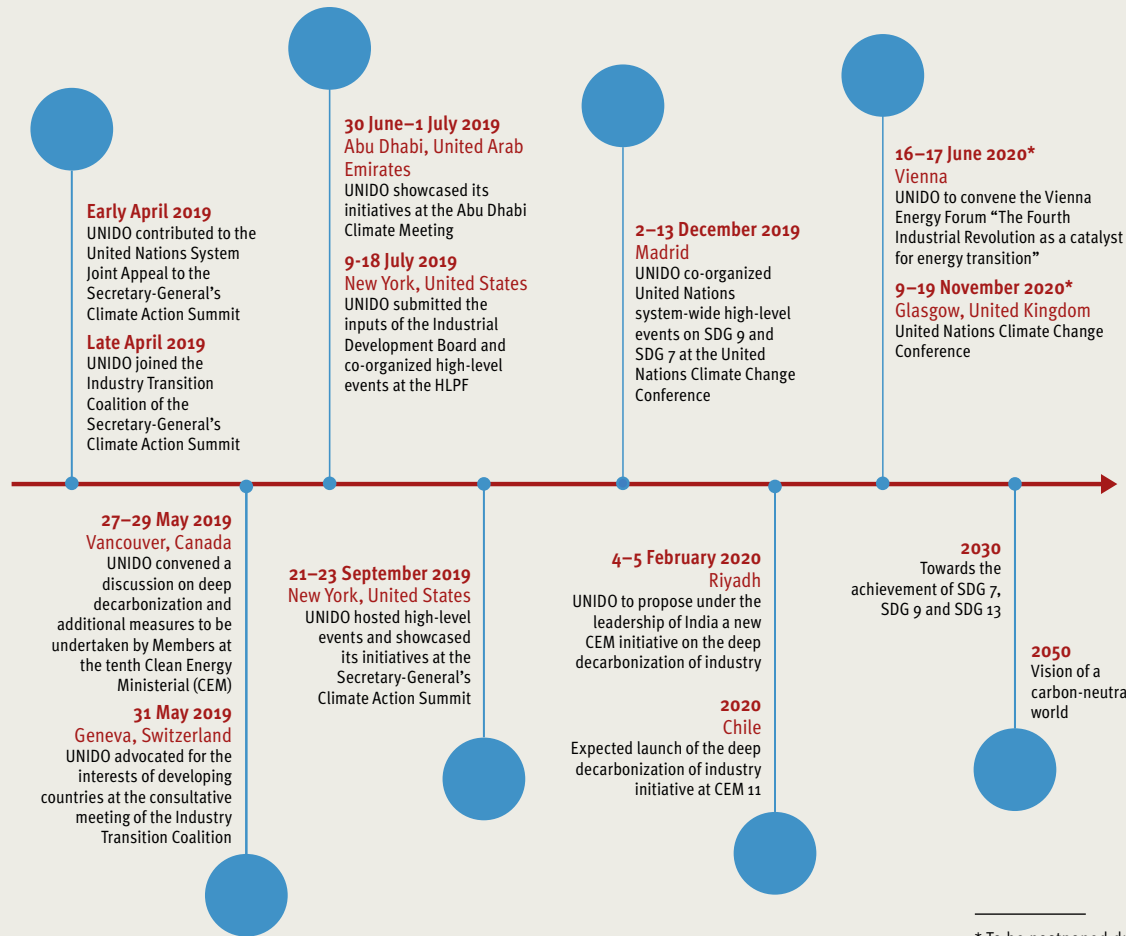 Early April 2019
UNIDO contributed to the
United Nations System
Joint Appeal to the
Secretary-General’s
Climate Action Summit
Late April 2019
UNIDO joined the
Industry Transition
Coalition of the
Secretary-General’s
Climate Action Summit
30 June–1 July 2019
Abu Dhabi, United Arab
Emirates
UNIDO showcased its
initiatives at the Abu Dhabi
Climate Meeting
9-18 July 2019
New York, United States
UNIDO submitted the
inputs of the Industrial
Development Board and
co-organized high-level
events at the HLPF
2–13 December 2019
Madrid
UNIDO co-organized
United Nations
system-wide high-level
events on SDG 9 and
SDG 7 at the United
Nations Climate Change
Conference
16–17 June 2020*
Vienna
UNIDO to convene the Vienna
Energy Forum “The Fourth
Industrial Revolution as a catalyst
for energy transition”
9–19 November 2020*
Glasgow, United Kingdom
United Nations Climate Change
Conference
27–29 May 2019
Vancouver, Canada
UNIDO convened a
discussion on deep
decarbonization and
additional measures to be
undertaken by Members at
the tenth Clean Energy
Ministerial (CEM)
31 May 2019
Geneva, Switzerland
UNIDO advocated for the
interests of developing
countries at the consultative
meeting of the Industry
Transition Coalition
21–23 September 2019
New York, United States
UNIDO hosted high-level
events and showcased
its initiatives at the
Secretary-General’s
Climate Action Summit
4–5 February 2020
Riyadh
UNIDO to propose under the
leadership of India a new
CEM initiative on the deep
decarbonization of industry
2020
Chile
Expected launch of the deep
decarbonization of industry
initiative at CEM 11
2030
Towards the
achievement of SDG 7,
SDG 9 and SDG 13
2050
Vision of a
carbon-neutra
world